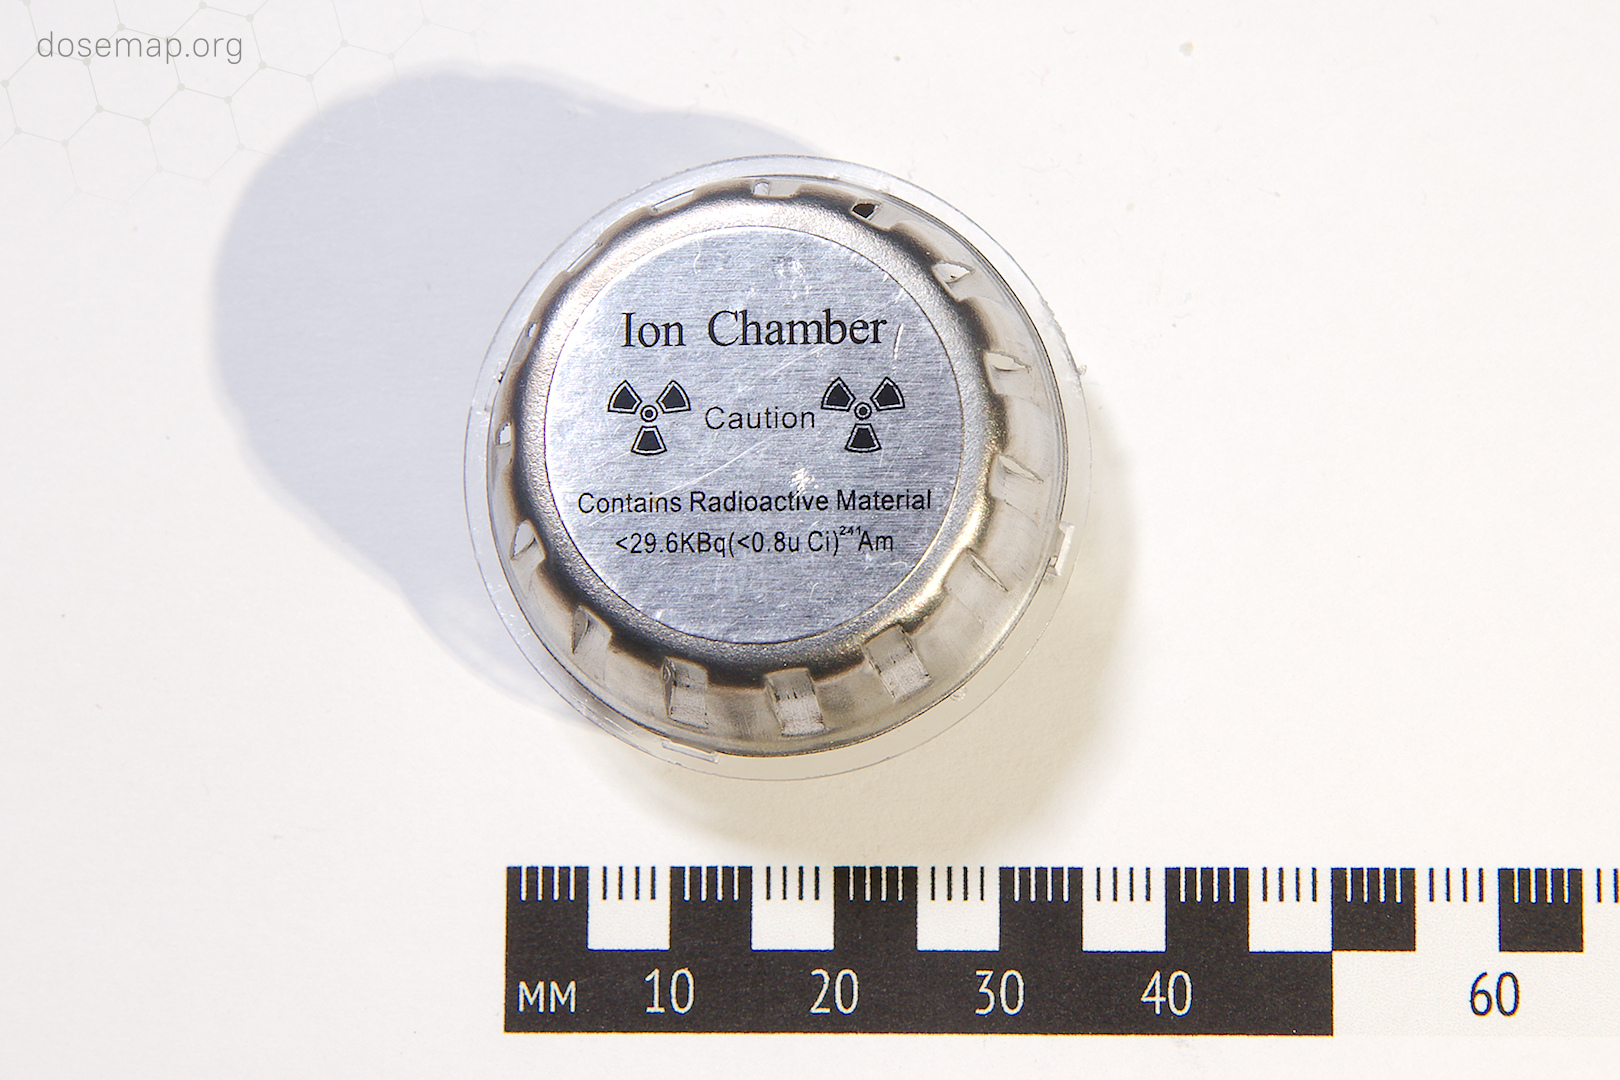 dosemap.org
Ion Chamber
Caution
Contains Radioactive Material
<29.6KBq(<0.8u Ci)²⁴¹Am
MM 10 20 30 40 60